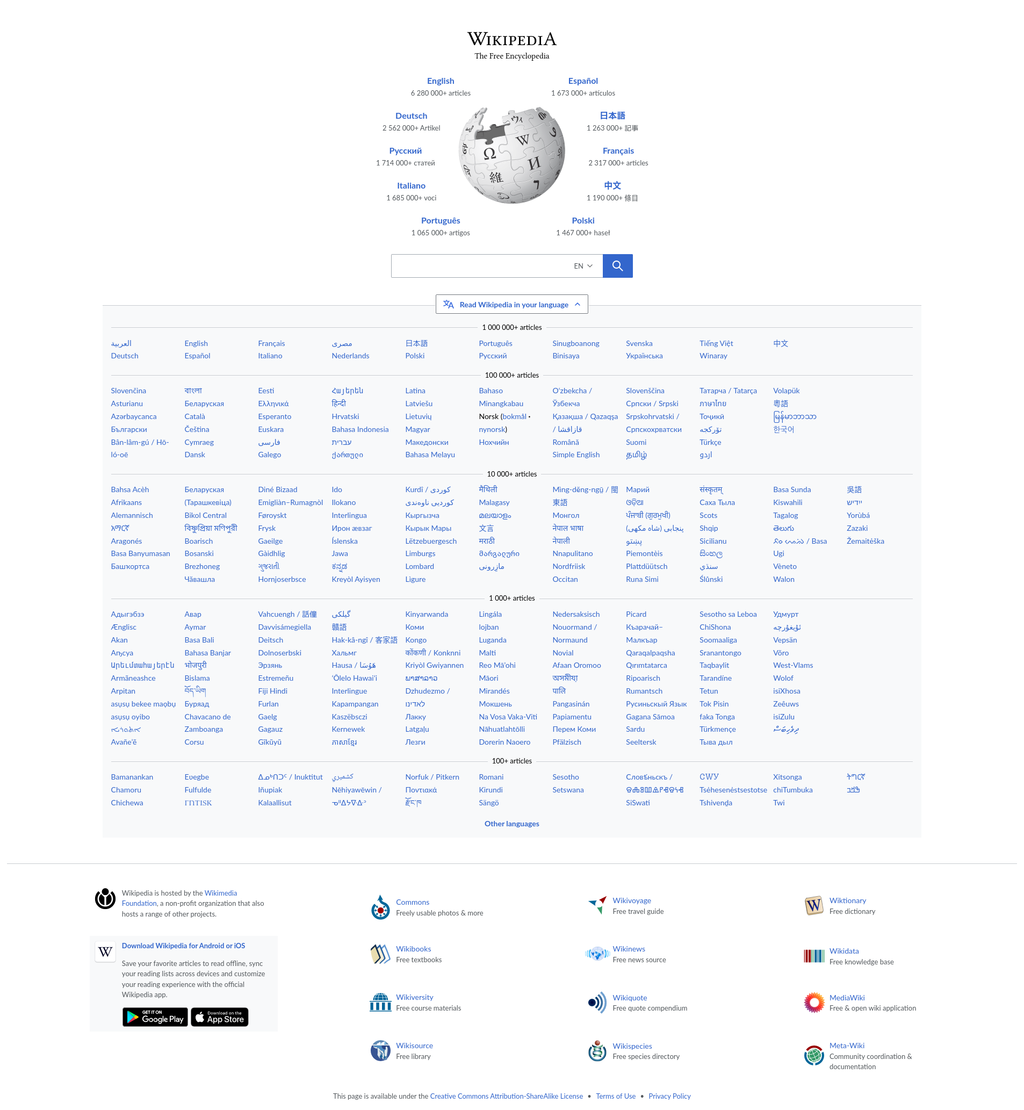 WIKIPEDIA
The Free Encyclopedia
English
6 280 000+ articles
Español
1 673 000+ artículos
Deutsch
2 562 000+ Artikel
日本語
1 263 000+ 記事
Русский
1 714 000+ статей
Français
2 317 000+ articles
Italiano
1 685 000+ voci
中文
1 190 000+ 條目
Português
1 065 000+ artigos
Polski
1 467 000+ haseł
EN
Read Wikipedia in your language
1 000 000+ articles
العربية English Français مصرى 日本語 Português Sinugboanong Svenska Tiếng Việt 中文
Deutsch Español Italiano Nederlands Polski Русский Binisaya Українська Winaray
100 000+ articles
Slovenčina বাংলা Eesti Հայերեն Latina Bahaso O'zbekcha / Slovenščina Татарча / Tatarça Volapük
Asturianu Беларуская Ελληνικά हिन्दी Latviešu Minangkabau Ўзбекча Српски / Srpski ภาษาไทย 粵語
Azərbaycanca Català Esperanto Hrvatski Lietuvių Norsk (bokmål · Қазақша / Qazaqşa Srpskohrvatski / Тоҷикӣ မြန်မာဘာသာ
Български Čeština Euskara Bahasa Indonesia Magyar nynorsk) / قازاقشا Српскохрватски تۆرکجه 한국어
Bân-lâm-gú / Hō- Cymraeg فارسی עברית Македонски Нохчийн Română Suomi Türkçe
ló-oē Dansk Galego ქართული Bahasa Melayu Simple English தமிழ் اردو
10 000+ articles
Bahsa Acèh Беларуская Diné Bizaad Ido Kurdî / كوردی मैथिली Mìng-dĕ̤ng-ngṳ̄ / 閩 Марий संस्कृतम् Basa Sunda 吳語
Afrikaans (Тарашкевіца) Emigliàn–Rumagnòl Ilokano کوردیی ناوەندی Malagasy 東語 ଓଡ଼ିଆ Саха Тыла Kiswahili ייִדיש
Alemannisch Bikol Central Føroyskt Interlingua Кыргызча മലയാളം Монгол ਪੰਜਾਬੀ (ਗੁਰਮੁਖੀ) Scots Tagalog Yorùbá
አማርኛ বিষ্ণুপ্রিয়া মণিপুরী Frysk Ирон æвзаг Кырык Мары 文言 नेपाल भाषा پنجابی (شاہ مکھی) Shqip తెలుగు Zazaki
Aragonés Boarisch Gaeilge Íslenska Lëtzebuergesch मराठी नेपाली پښتو Sicilianu / Basa Žemaitėška
Basa Banyumasan Bosanski Gàidhlig Jawa Limburgs მარგალური Nnapulitano Piemontèis සිංහල Ugi
Башҡортса Brezhoneg ગુજરાતી ಕನ್ನಡ Lombard مازِرونی Nordfriisk Plattdüütsch سنڌي Vèneto
Чӑвашла Hornjoserbsce Kreyòl Ayisyen Ligure Occitan Runa Simi Ślůnski Walon
1 000+ articles
Адыгэбзэ Авар Vahcuengh / 話僮 گیلکی Kinyarwanda Lingála Nedersaksisch Picard Sesotho sa Leboa Удмурт
Ænglisc Aymar Davvisámegiella 贛語 Коми lojban Nouormand / Къарачай– ChiShona ئۇيغۇرچه
Akan Basa Bali Deitsch Hak-kâ-ngî / 客家語 Kongo Luganda Normaund Малкъар Soomaaliga Vepsän
Аԥсуа Bahasa Banjar Dolnoserbski Хальмг कोंकणी / Konknni Malti Novial Qaraqalpaqsha Sranantongo Võro
Արեւմտահայերէն भोजपुरी Эрзянь Hausa / هَوُسَا Kriyòl Gwiyannen Reo Mā'ohi Afaan Oromoo Qırımtatarca Taqbaylit West-Vlams
Armãneashce Bislama Estremeñu ʻŌlelo Hawaiʻi ພາສາລາວ Māori অসমীয়া Ripoarisch Tarandíne Wolof
Arpitan བོད་ཡིག Fiji Hindi Interlingue Dzhudezmo / Mirandés पालि Rumantsch Tetun isiXhosa
asụsụ bekee maọbụ Буряад Furlan Kapampangan לאדינו Мокшень Pangasinán Русиньскый Язык Tok Pisin Zeêuws
asụsụ oyibo Chavacano de Gaelg Kaszëbsczi Лакку Na Vosa Vaka-Viti Papiamentu Gagana Sāmoa faka Tonga isiZulu
Zamboanga Gagauz Kernewek Latgaļu Nāhuatlahtōlli Перем Коми Sardu Türkmençe
Avañe'ẽ Corsu Gĩkũyũ ភាសាខ្មែរ Лезги Dorerin Naoero Pfälzisch Seeltersk Тыва дыл
100+ articles
Bamanankan Eʋegbe ᐃᓄᒃᑎᑐᑦ / Inuktitut Norfuk / Pitkern Romani Sesotho Словѣ́ньскъ / ᏣᎳᎩ Xitsonga ትግርኛ
Chamoru Fulfulde Iñupiak Nēhiyawēwin / Ποντιακά Kirundi Setswana Tsėhesenėstsestotse chiTumbuka
Chichewa Kalaallisut རྫོང་ཁ Sängö SiSwati Tshivenḓa Twi
Other languages
Wikipedia is hosted by the Wikimedia
Foundation, a non-profit organization that also
hosts a range of other projects.
Download Wikipedia for Android or iOS
Save your favorite articles to read offline, sync
your reading lists across devices and customize
your reading experience with the official
Wikipedia app.
GET IT ON
Google Play
Download on the
App Store
Commons
Freely usable photos & more
Wikivoyage
Free travel guide
Wiktionary
Free dictionary
Wikibooks
Free textbooks
Wikinews
Free news source
Wikidata
Free knowledge base
Wikiversity
Free course materials
Wikiquote
Free quote compendium
MediaWiki
Free & open wiki application
Wikisource
Free library
Wikispecies
Free species directory
Meta-Wiki
Community coordination &
documentation
This page is available under the Creative Commons Attribution-ShareAlike License • Terms of Use • Privacy Policy